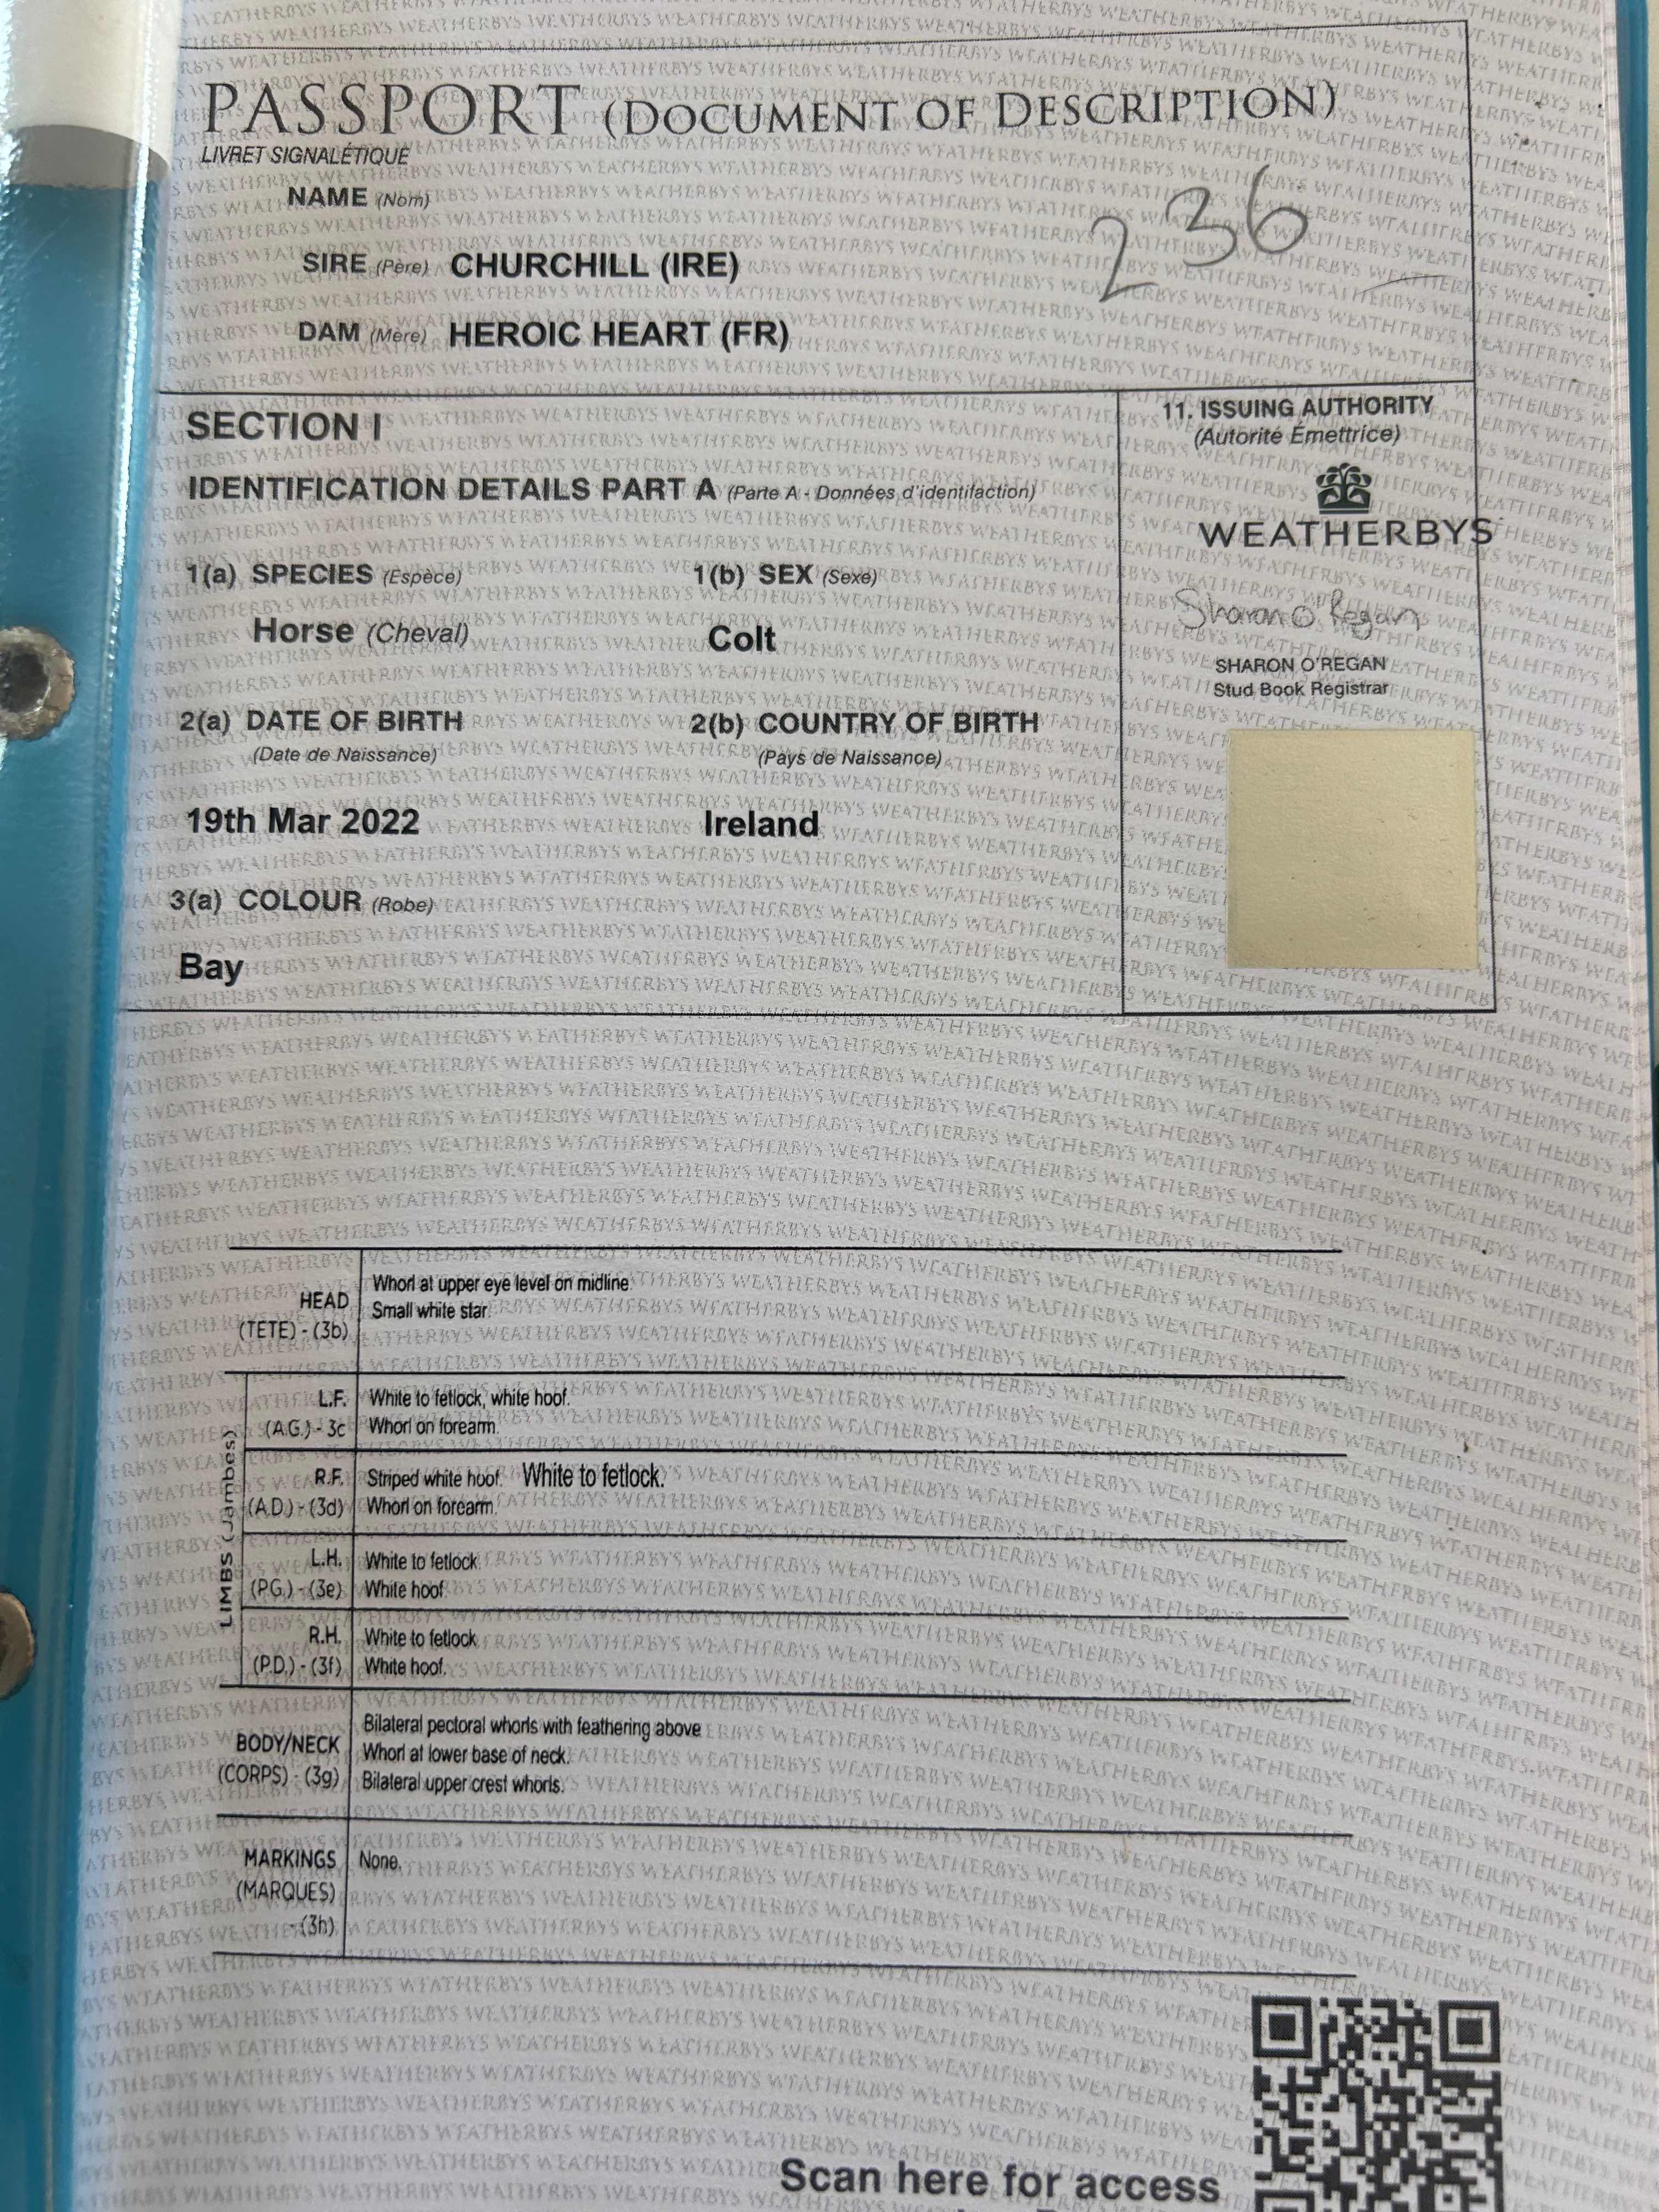 PASSPORT (DOCUMENT OF DESCRIPTION)
LIVRET SIGNALÉTIQUE
NAME (Nom)
236
SIRE (Père) CHURCHILL (IRE)
DAM (Mère) HEROIC HEART (FR)
SECTION I
IDENTIFICATION DETAILS PART A (Parte A - Données d'identifaction)
1(a) SPECIES (Espèce) 1(b) SEX (Sexe)
Horse (Cheval) Colt
2(a) DATE OF BIRTH 2(b) COUNTRY OF BIRTH
(Date de Naissance) (Pays de Naissance)
19th Mar 2022 Ireland
3(a) COLOUR (Robe)
Bay
11. ISSUING AUTHORITY
(Autorité Émettrice)
WEATHERBYS
Sharon O'Regan
SHARON O'REGAN
Stud Book Registrar
HEAD
(TETE) - (3b)
Whorl at upper eye level on midline
Small white star
LIMBS (Jambes)
L.F. White to fetlock, white hoof.
(A.G.) - 3c Whorl on forearm.
R.F. Striped white hoof. White to fetlock.
(A.D.) - (3d) Whorl on forearm.
L.H. White to fetlock
(P.G.) - (3e) White hoof
R.H. White to fetlock
(P.D.) - (3f) White hoof.
BODY/NECK
(CORPS) - (3g)
Bilateral pectoral whorls with feathering above
Whorl at lower base of neck.
Bilateral upper crest whorls.
MARKINGS None.
(MARQUES)
- (3h)
Scan here for access